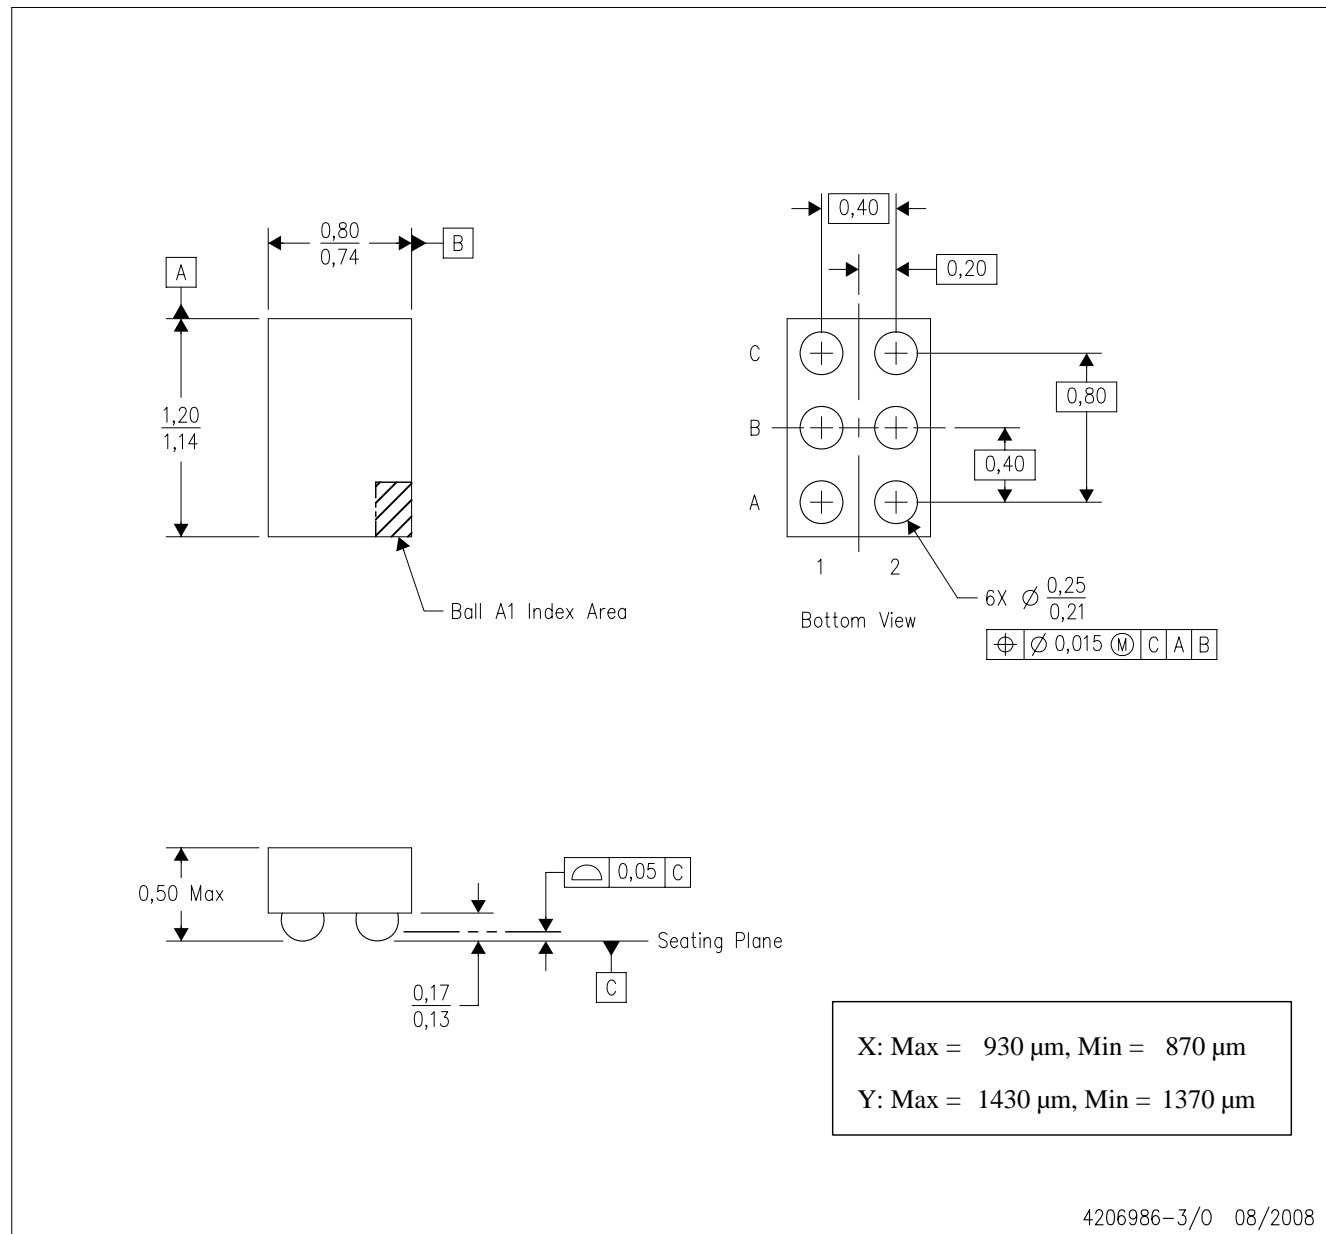 0,40
0,80
0,74
B
A
0,20
C
0,80
1,20
1,14
B
0,40
A
1 2
Ball A1 Index Area
6X Ø 0,25
0,21
Bottom View
⌖ Ø 0,015 Ⓜ C A B
⌓ 0,05 C
0,50 Max
Seating Plane
0,17
0,13
C
X: Max = 930 µm, Min = 870 µm
Y: Max = 1430 µm, Min = 1370 µm
4206986-3/O 08/2008